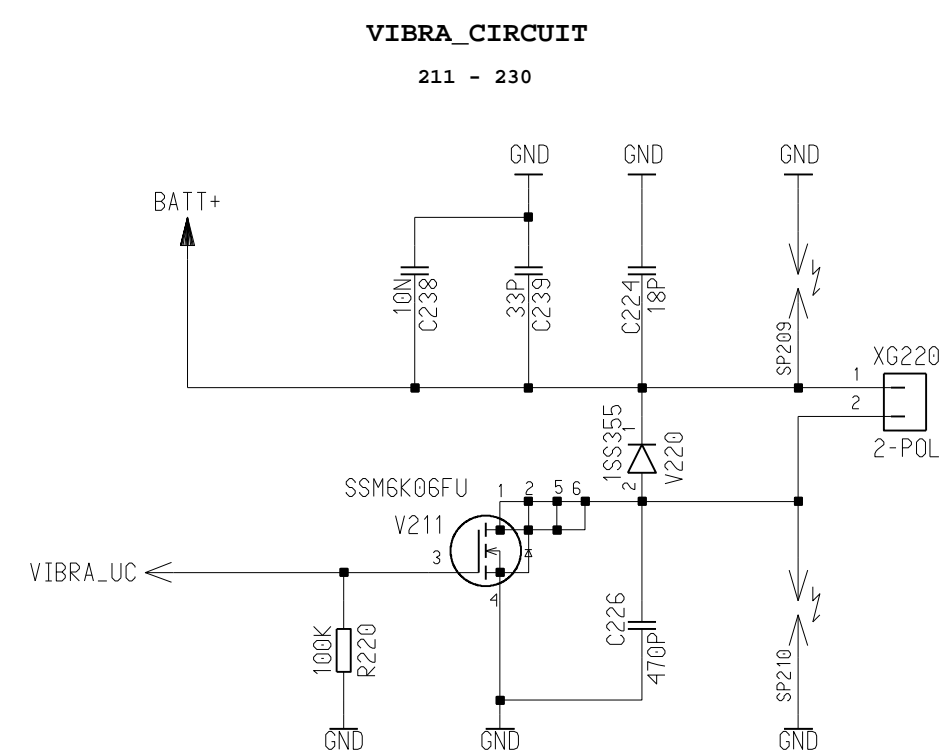 VIBRA_CIRCUIT
211 - 230
GND GND GND
BATT+
10N
C238
33P
C239
C224
18P
SP209
XG220
1
2
2-POL
1SS355
1
2
V220
SSM6K06FU
1 2 5 6
V211
3
4
VIBRA_UC
100K
R220
C226
470P
SP210
GND GND GND